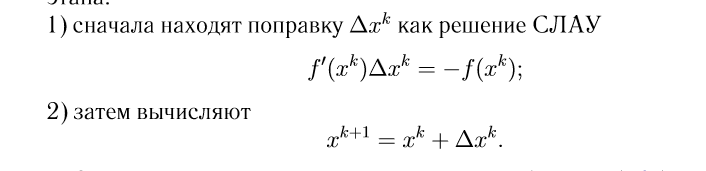 1) сначала находят поправку Δx^k как решение СЛАУ
f′(x^k)Δx^k = −f(x^k);
2) затем вычисляют
x^{k+1} = x^k + Δx^k.